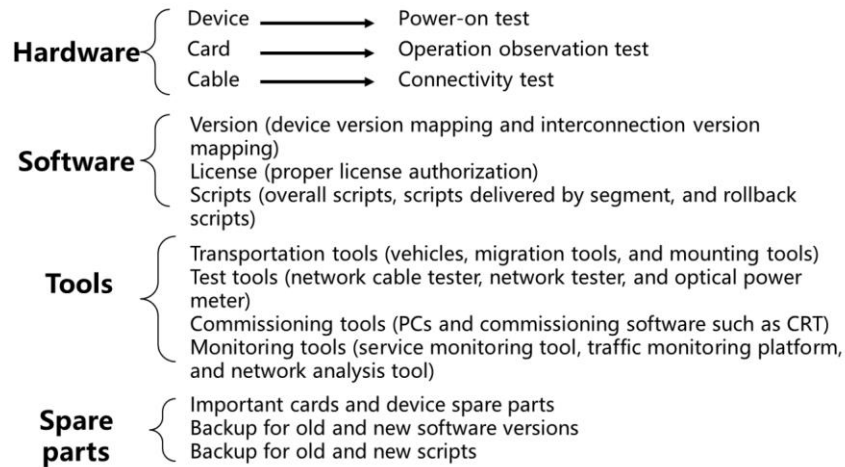 Hardware
Device Power-on test
Card Operation observation test
Cable Connectivity test
Software
Version (device version mapping and interconnection version
mapping)
License (proper license authorization)
Scripts (overall scripts, scripts delivered by segment, and rollback
scripts)
Tools
Transportation tools (vehicles, migration tools, and mounting tools)
Test tools (network cable tester, network tester, and optical power
meter)
Commissioning tools (PCs and commissioning software such as CRT)
Monitoring tools (service monitoring tool, traffic monitoring platform,
and network analysis tool)
Spare
parts
Important cards and device spare parts
Backup for old and new software versions
Backup for old and new scripts